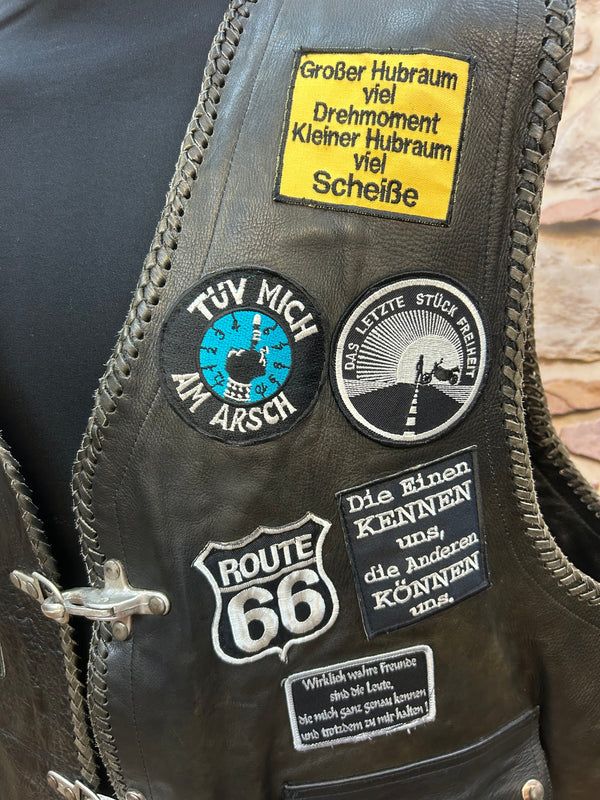 Großer Hubraum
viel
Drehmoment
Kleiner Hubraum
viel
Scheiße
TÜV MICH
AM ARSCH
DAS LETZTE STÜCK FREIHEIT
Die Einen
KENNEN
uns,
die Anderen
KÖNNEN
uns.
ROUTE
66
Wirklich wahre Freunde
sind die Leute,
die mich ganz genau kennen
und trotzdem zu mir halten!